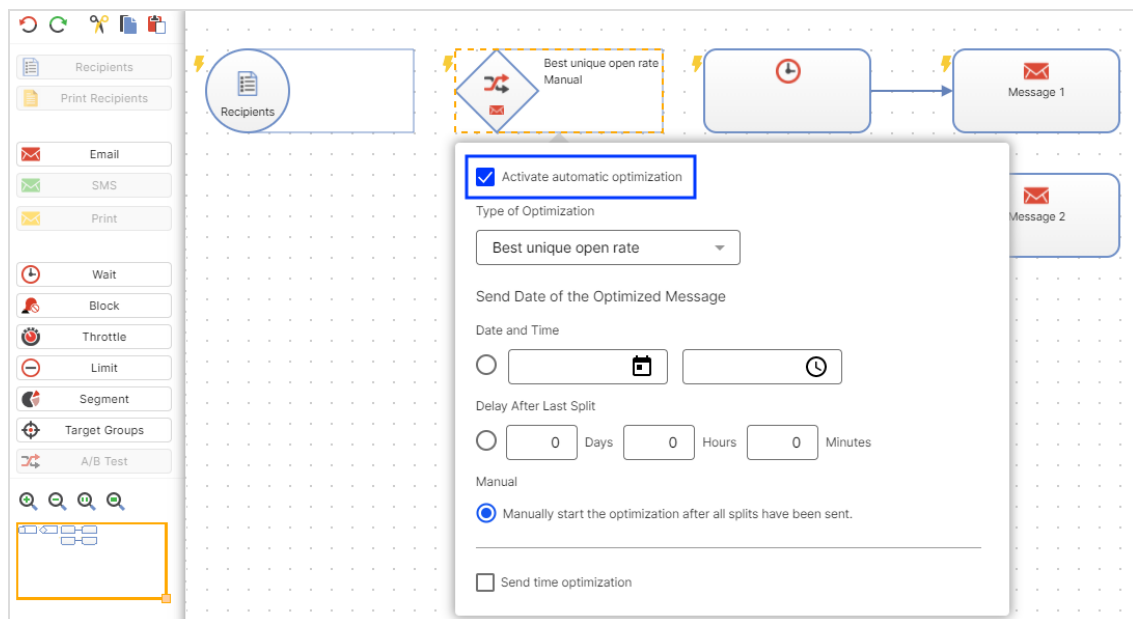 Recipients
Print Recipients
Email
SMS
Print
Wait
Block
Throttle
Limit
Segment
Target Groups
A/B Test
Recipients
Best unique open rate
Manual
Message 1
Message 2
Activate automatic optimization
Type of Optimization
Best unique open rate
Send Date of the Optimized Message
Date and Time
Delay After Last Split
0 Days 0 Hours 0 Minutes
Manual
Manually start the optimization after all splits have been sent.
Send time optimization